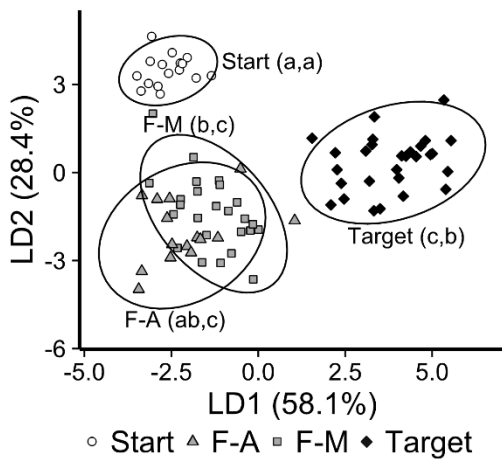 Start (a,a)
3
F-M (b,c)
0
LD2 (28.4%)
Target (c,b)
-3
F-A (ab,c)
-6
-5.0 -2.5 0.0 2.5 5.0
LD1 (58.1%)
Start F-A F-M Target